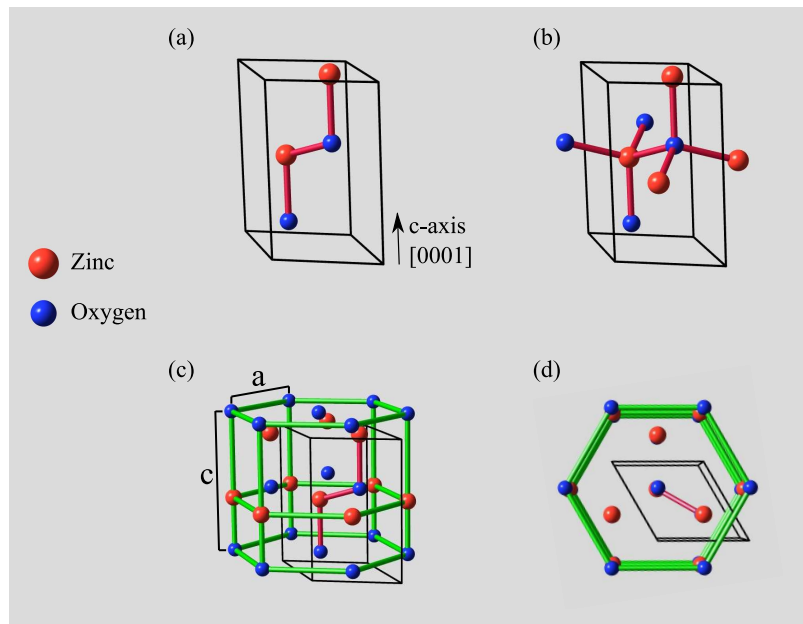 (a)
(b)
c-axis
[0001]
Zinc
Oxygen
(c)
a
c
(d)